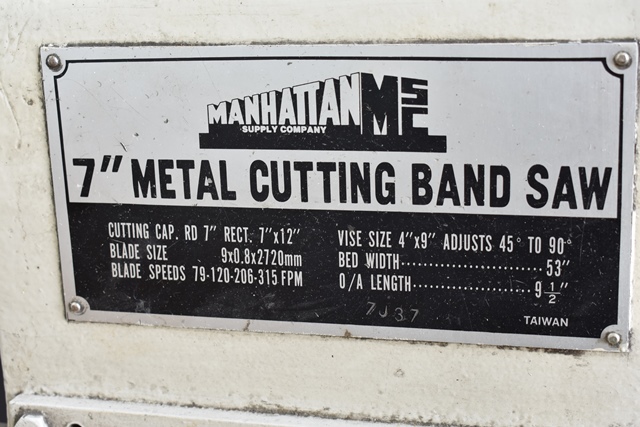 MANHATTAN
SUPPLY COMPANY
MSC
7" METAL CUTTING BAND SAW
CUTTING CAP. RD 7" RECT. 7"x12"
BLADE SIZE 9x0.8x2720mm
BLADE SPEEDS 79-120-206-315 FPM
VISE SIZE 4"x9" ADJUSTS 45° TO 90°
BED WIDTH....................53"
O/A LENGTH....................9 1/2"
7J37
TAIWAN